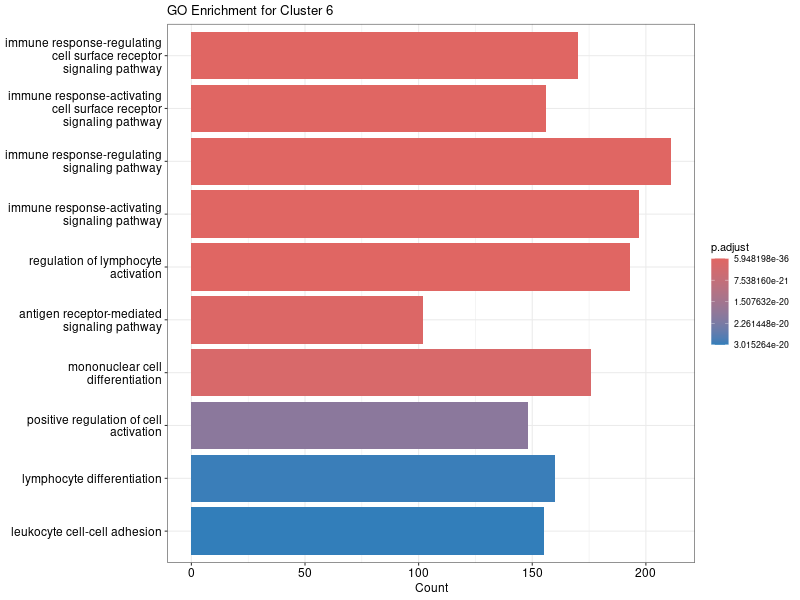 GO Enrichment for Cluster 6
immune response-regulating
cell surface receptor
signaling pathway
immune response-activating
cell surface receptor
signaling pathway
immune response-regulating
signaling pathway
immune response-activating
signaling pathway
regulation of lymphocyte
activation
antigen receptor-mediated
signaling pathway
mononuclear cell
differentiation
positive regulation of cell
activation
lymphocyte differentiation
leukocyte cell-cell adhesion
0 50 100 150 200
Count
p.adjust
5.948198e-36
7.538160e-21
1.507632e-20
2.261448e-20
3.015264e-20